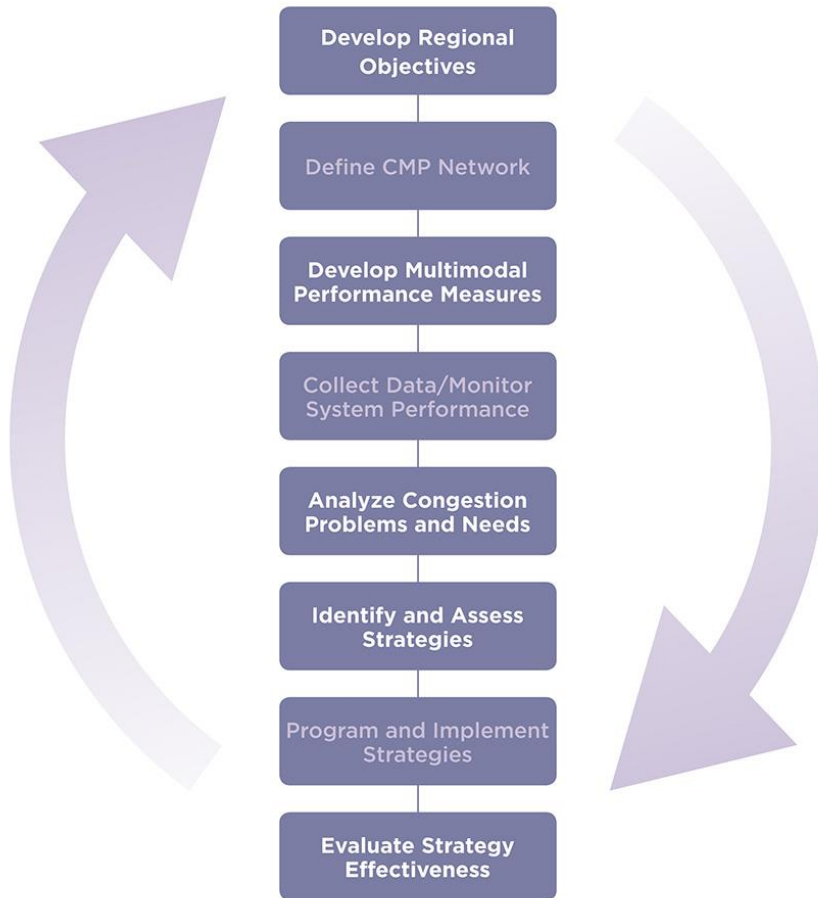 Develop Regional
Objectives
Define CMP Network
Develop Multimodal
Performance Measures
Collect Data/Monitor
System Performance
Analyze Congestion
Problems and Needs
Identify and Assess
Strategies
Program and Implement
Strategies
Evaluate Strategy
Effectiveness